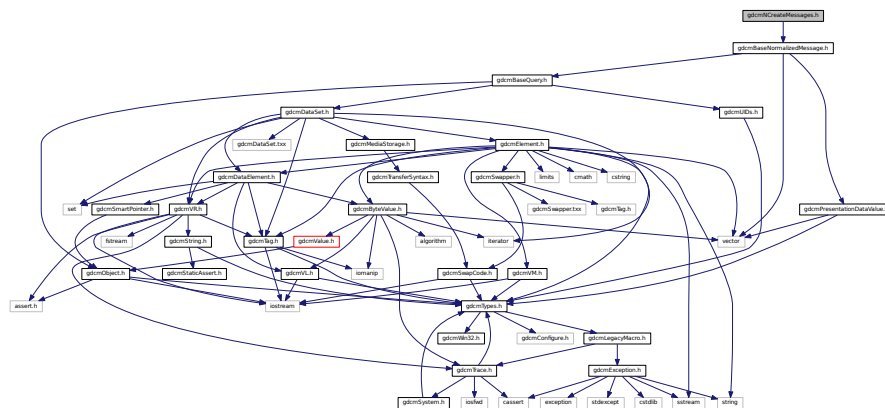 gdcmNCreateMessages.h
gdcmBaseNormalizedMessage.h
gdcmBaseQuery.h
gdcmDataSet.h
gdcmUIDs.h
gdcmDataSet.txx
gdcmMediaStorage.h
gdcmElement.h
gdcmDataElement.h
gdcmTransferSyntax.h
gdcmSwapper.h
limits
cmath
cstring
set
gdcmSmartPointer.h
gdcmVR.h
gdcmByteValue.h
gdcmSwapper.txx
gdcmTag.h
gdcmPresentationDataValue.h
fstream
gdcmString.h
gdcmTag.h
gdcmValue.h
algorithm
iterator
vector
gdcmObject.h
gdcmStaticAssert.h
gdcmVL.h
iomanip
gdcmSwapCode.h
gdcmVM.h
assert.h
iostream
gdcmTypes.h
gdcmWin32.h
gdcmConfigure.h
gdcmLegacyMacro.h
gdcmTrace.h
gdcmException.h
gdcmSystem.h
iosfwd
cassert
exception
stdexcept
cstdlib
sstream
string